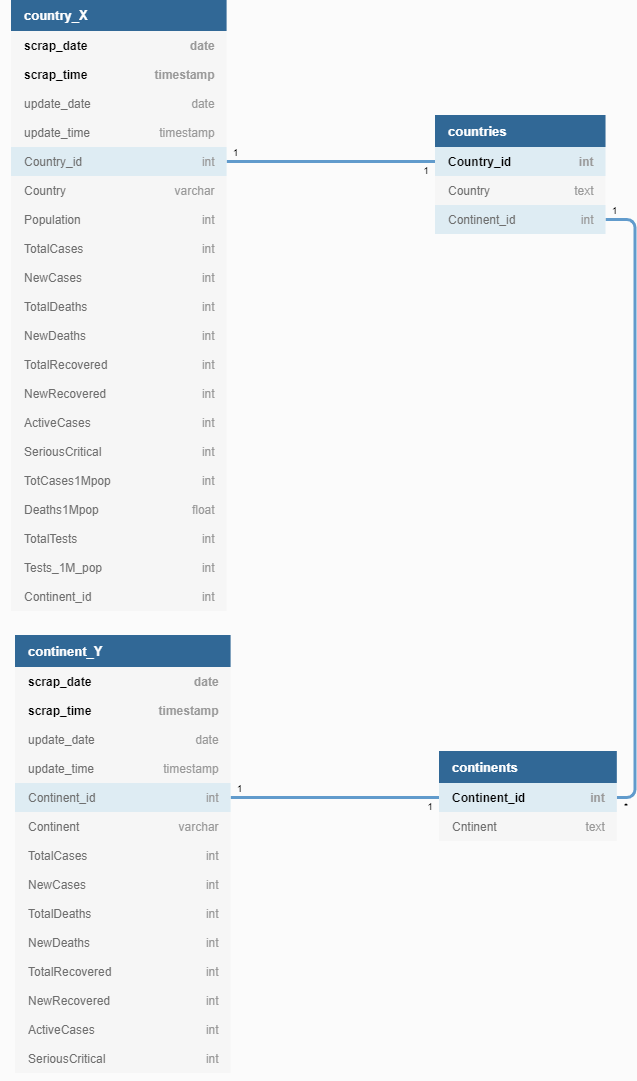 country_X
scrap_date date
scrap_time timestamp
update_date date
update_time timestamp
Country_id int
Country varchar
Population int
TotalCases int
NewCases int
TotalDeaths int
NewDeaths int
TotalRecovered int
NewRecovered int
ActiveCases int
SeriousCritical int
TotCases1Mpop int
Deaths1Mpop float
TotalTests int
Tests_1M_pop int
Continent_id int
1
1
countries
Country_id int
Country text
Continent_id int
1
continent_Y
scrap_date date
scrap_time timestamp
update_date date
update_time timestamp
Continent_id int
Continent varchar
TotalCases int
NewCases int
TotalDeaths int
NewDeaths int
TotalRecovered int
NewRecovered int
ActiveCases int
SeriousCritical int
1
1
continents
Continent_id int
Cntinent text
*